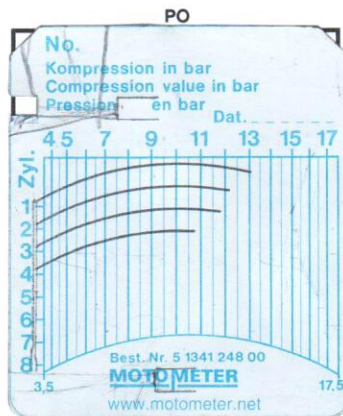 PO
No.
Kompression in bar
Compression value in bar
Pression en bar
Dat.
4 5 7 9 11 13 15 17
Zyl.
1
2
3
4
5
6
7
8
3,5 17,5
Best. Nr. 5 1341 248 00
MOTOMETER
www.motometer.net